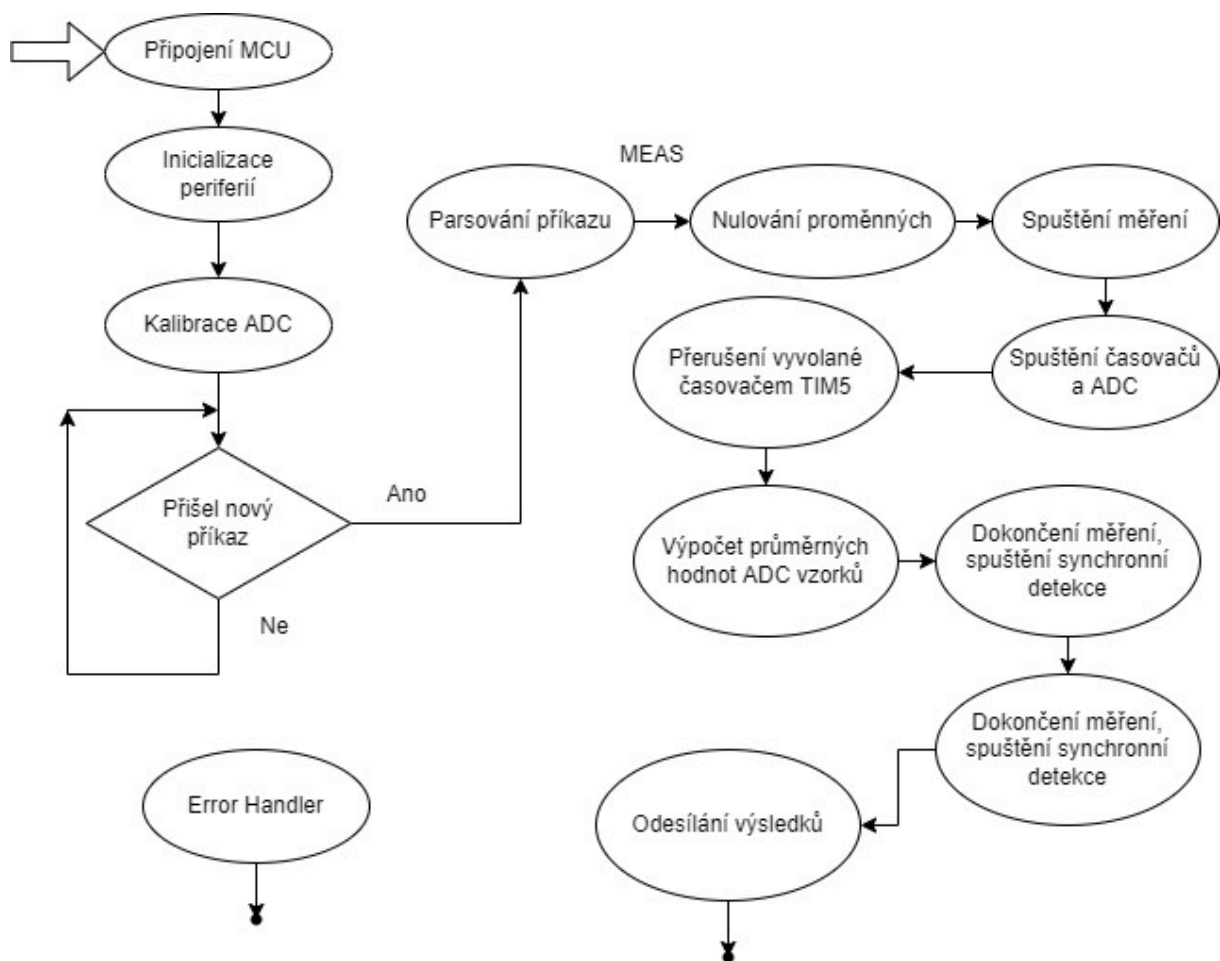 Připojení MCU
Inicializace
periferií
Kalibrace ADC
Přišel nový
příkaz
Ano
Ne
MEAS
Parsování příkazu
Nulování proměnných
Spuštění měření
Spuštění časovačů
a ADC
Přerušení vyvolané
časovačem TIM5
Výpočet průměrných
hodnot ADC vzorků
Dokončení měření,
spuštění synchronní
detekce
Dokončení měření,
spuštění synchronní
detekce
Odesílání výsledků
Error Handler